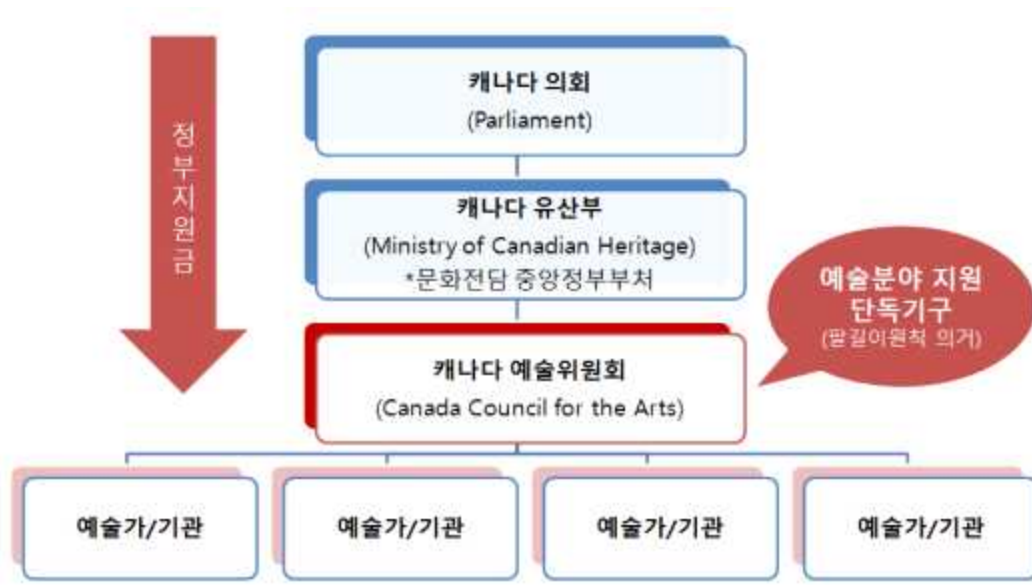 정부지원금
캐나다 의회
(Parliament)
캐나다 유산부
(Ministry of Canadian Heritage)
*문화전담 중앙정부부처
예술분야 지원
단독기구
(팔길이원칙 의거)
캐나다 예술위원회
(Canada Council for the Arts)
예술가/기관
예술가/기관
예술가/기관
예술가/기관